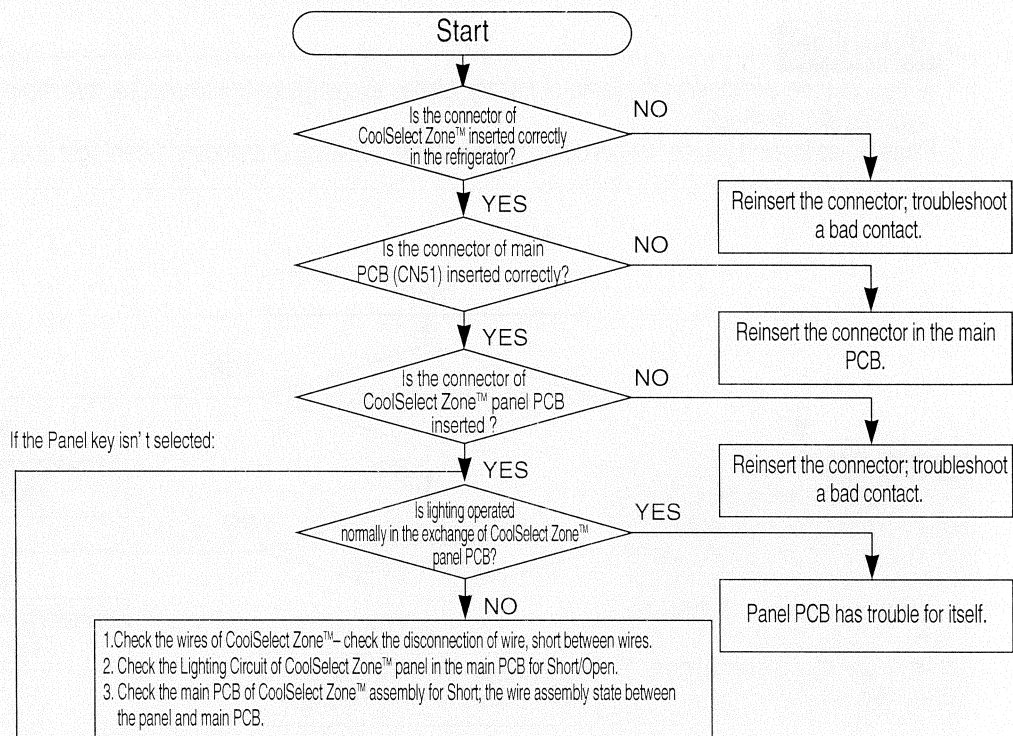 Start
Is the connector of
CoolSelect Zone™ inserted correctly
in the refrigerator?
NO
Reinsert the connector; troubleshoot
a bad contact.
YES
Is the connector of main
PCB (CN51) inserted correctly?
NO
Reinsert the connector in the main
PCB.
YES
Is the connector of
CoolSelect Zone™ panel PCB
inserted ?
NO
Reinsert the connector; troubleshoot
a bad contact.
If the Panel key isn' t selected:
YES
Is lighting operated
normally in the exchange of CoolSelect Zone™
panel PCB?
YES
Panel PCB has trouble for itself.
NO
1.Check the wires of CoolSelect Zone™– check the disconnection of wire, short between wires.
2. Check the Lighting Circuit of CoolSelect Zone™ panel in the main PCB for Short/Open.
3. Check the main PCB of CoolSelect Zone™ assembly for Short; the wire assembly state between
the panel and main PCB.